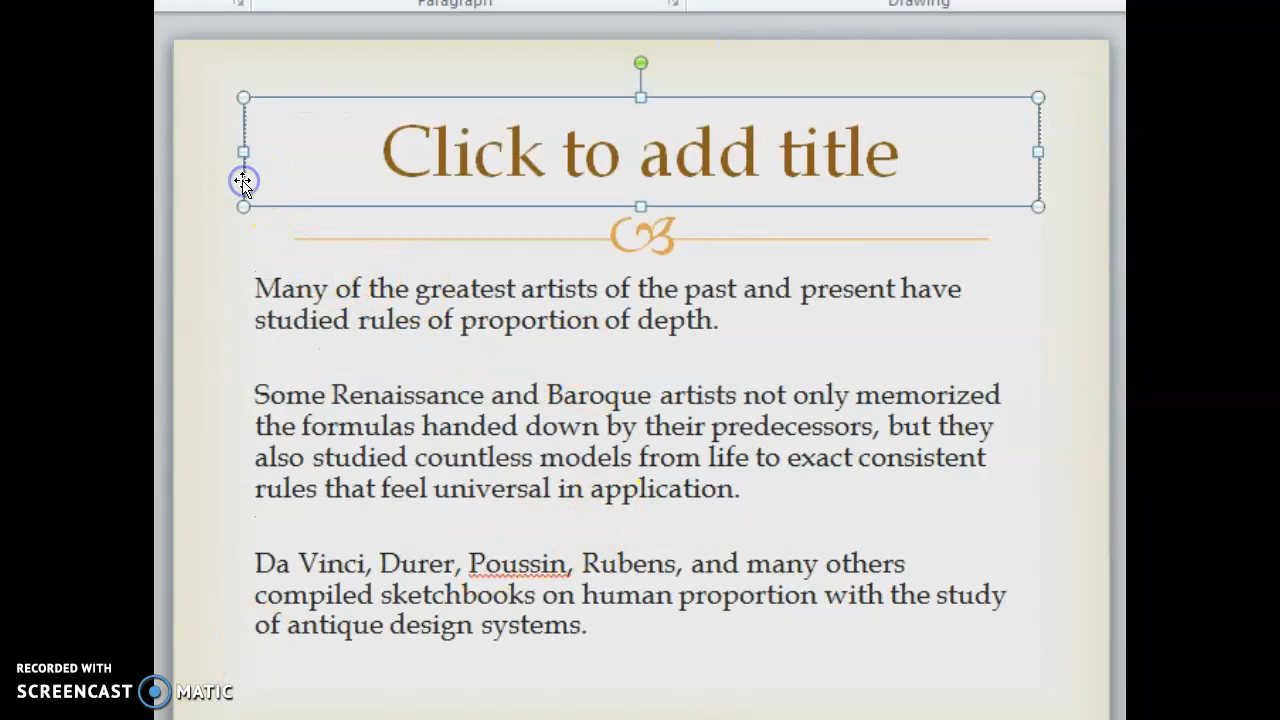 Paragraph
Drawing
Click to add title
Many of the greatest artists of the past and present have
studied rules of proportion of depth.
Some Renaissance and Baroque artists not only memorized
the formulas handed down by their predecessors, but they
also studied countless models from life to exact consistent
rules that feel universal in application.
Da Vinci, Durer, Poussin, Rubens, and many others
compiled sketchbooks on human proportion with the study
of antique design systems.
RECORDED WITH
SCREENCAST MATIC